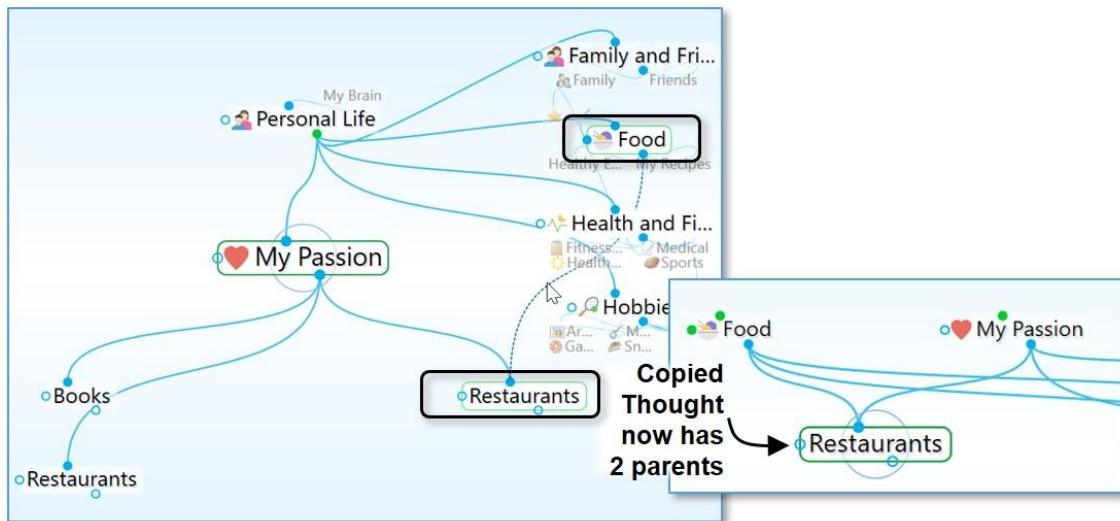 Family and Fri...
Family Friends
My Brain
Personal Life
Food
Healthy E... My Recipes
Health and Fi...
My Passion
Fitness... Medical
Health... Sports
Hobbie
Ar... M...
Ga... Sn...
Books
Restaurants
Restaurants
Food
My Passion
Copied
Thought
now has
2 parents
Restaurants